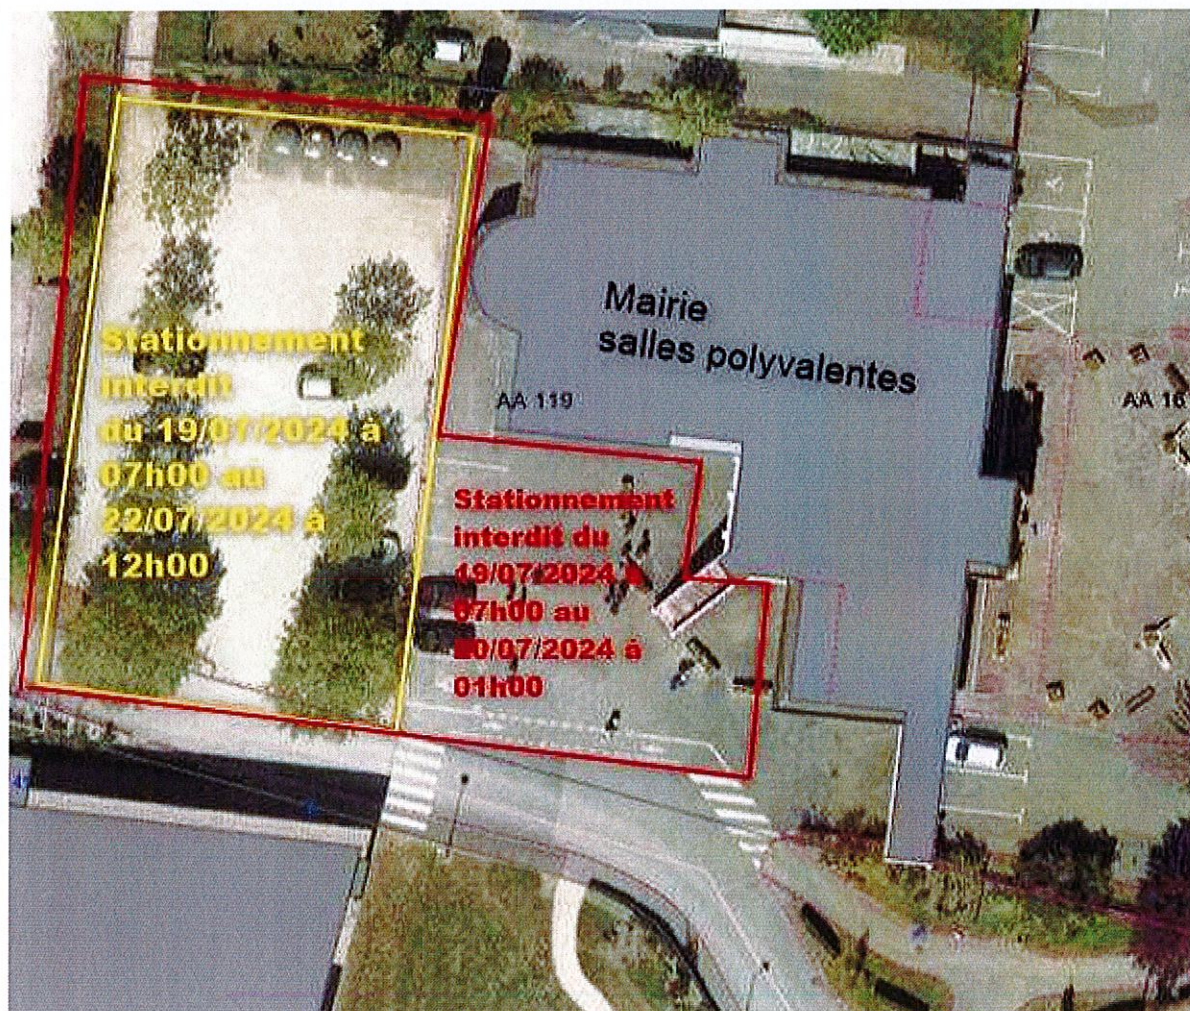 Mairie
salles polyvalentes
AA 119
AA 16
Stationnement
interdit
du 19/07/2024 à
07h00 au
22/07/2024 à
12h00
Stationnement
interdit du
19/07/2024 à
07h00 au
20/07/2024 à
01h00